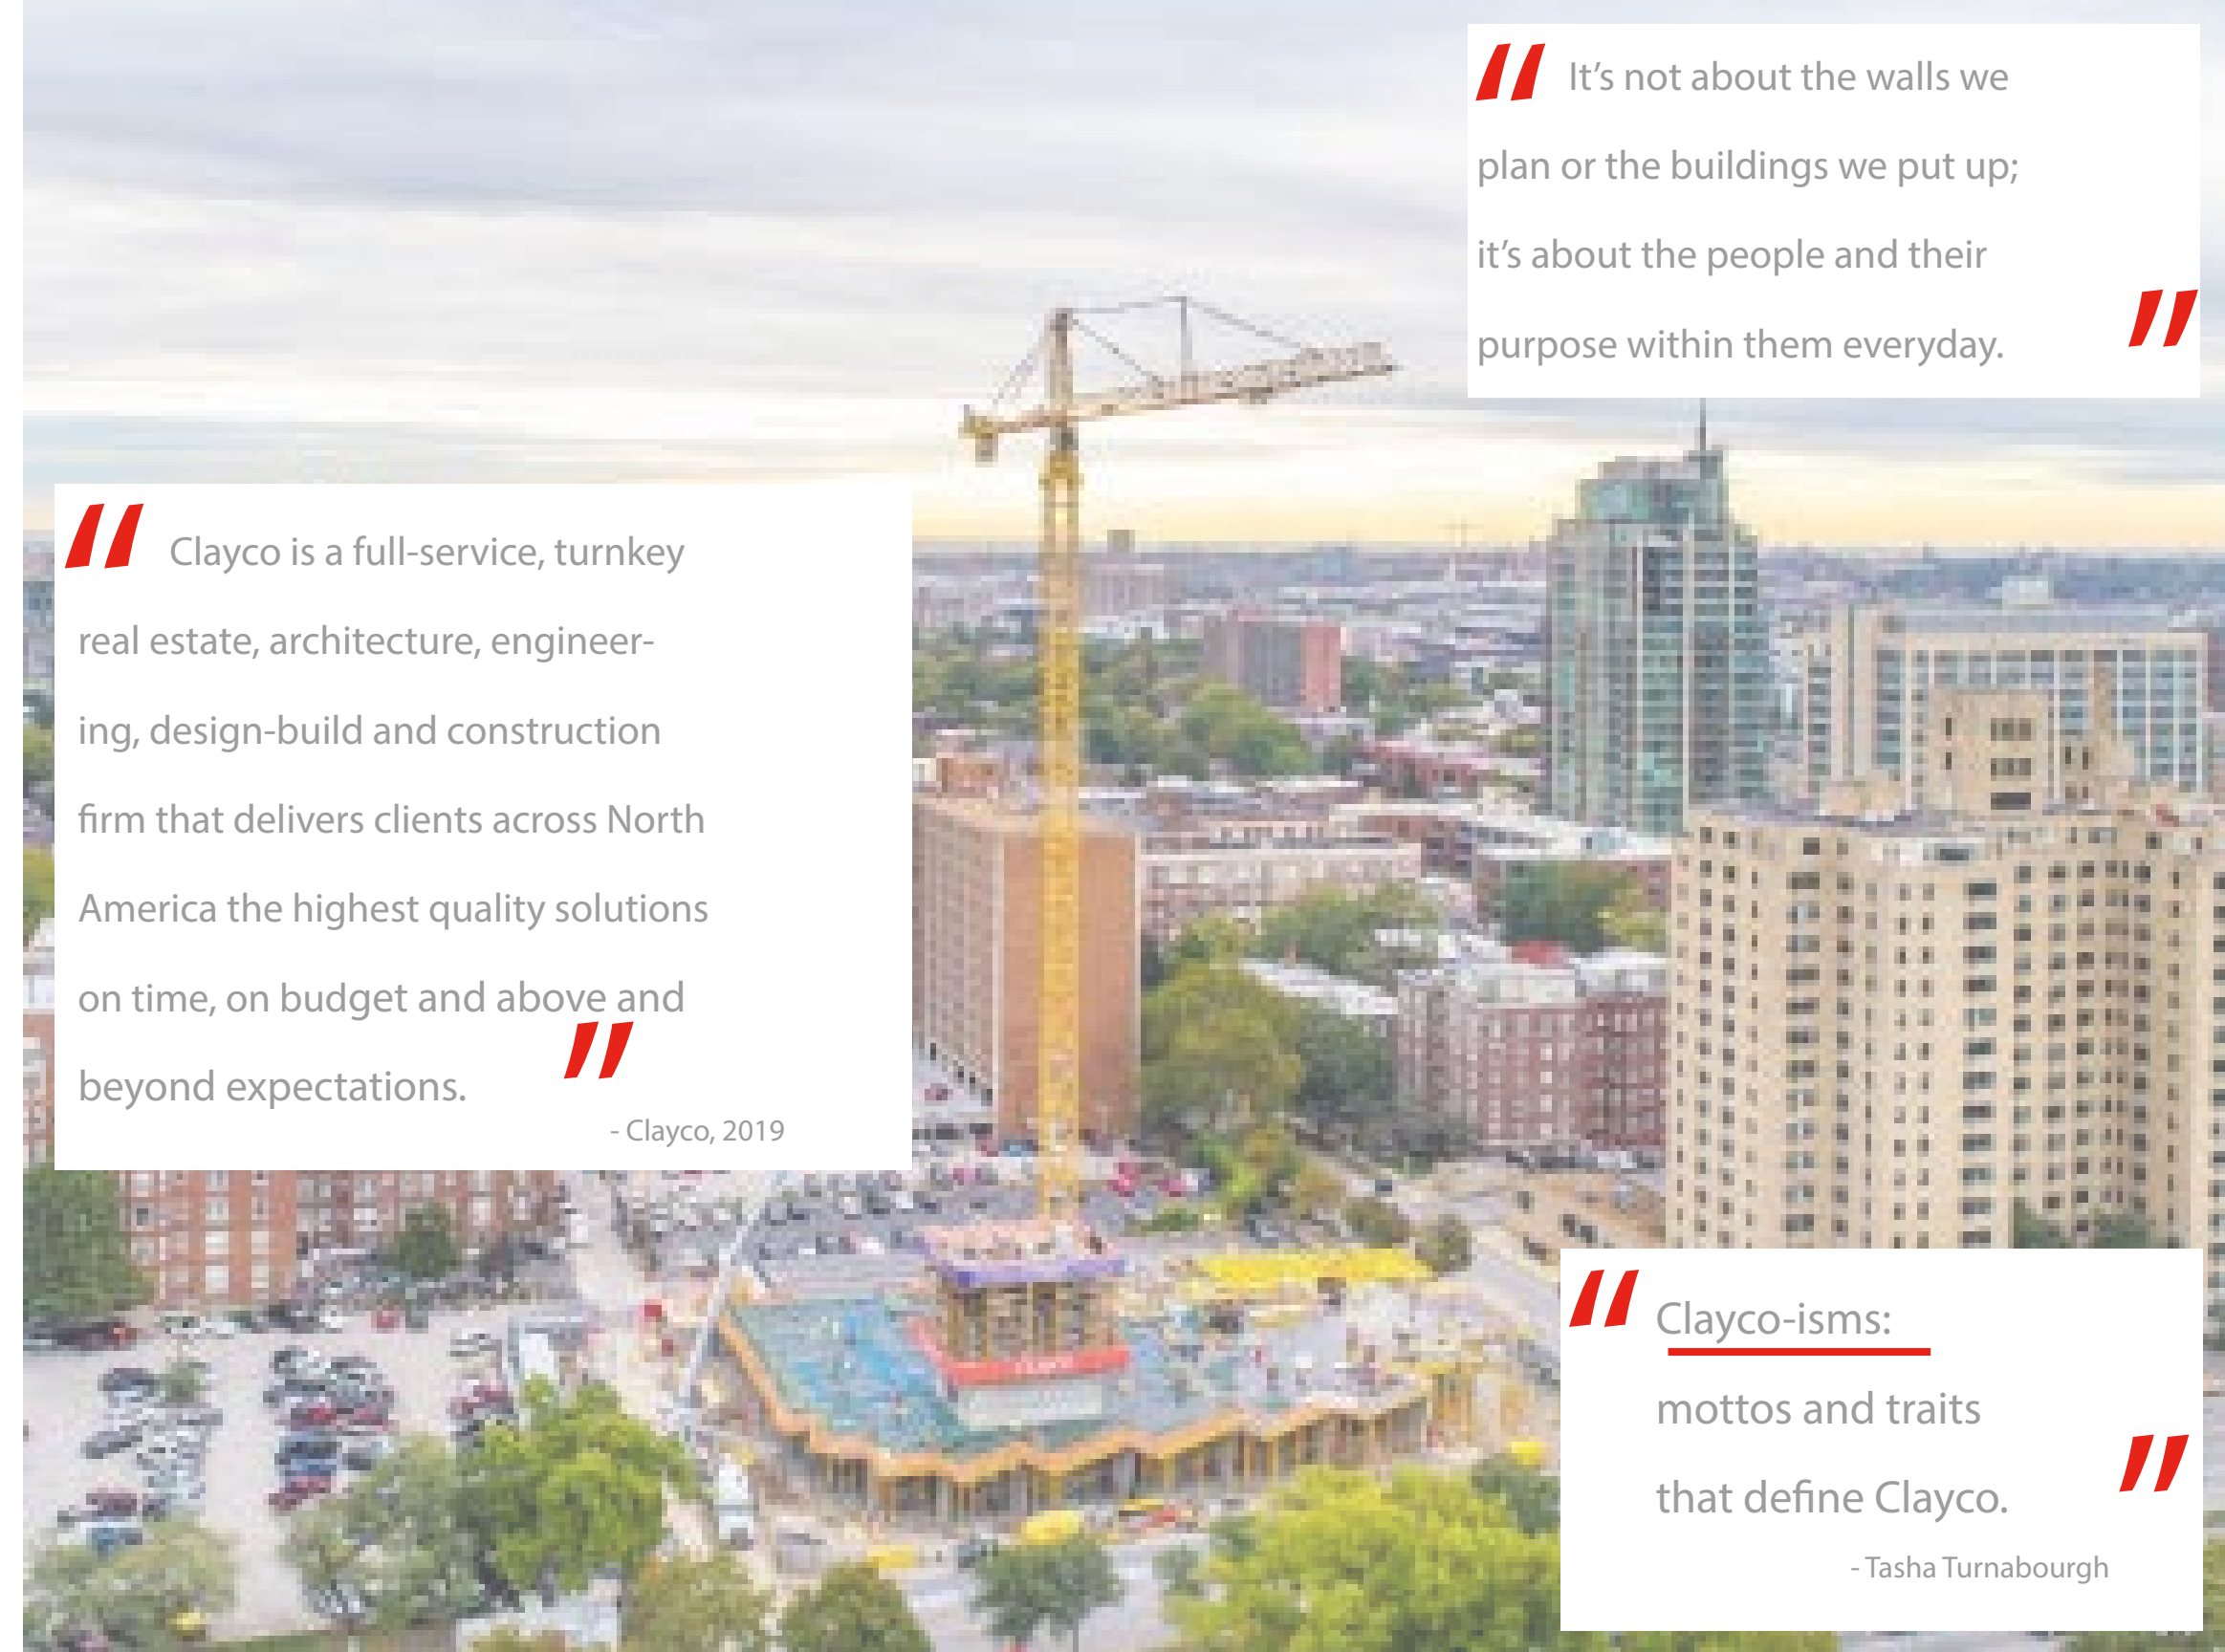 “ It’s not about the walls we
plan or the buildings we put up;
it’s about the people and their
purpose within them everyday. ”
“ Clayco is a full-service, turnkey
real estate, architecture, engineer-
ing, design-build and construction
firm that delivers clients across North
America the highest quality solutions
on time, on budget and above and
beyond expectations. ”
- Clayco, 2019
“ Clayco-isms:
mottos and traits
that define Clayco. ”
- Tasha Turnabourgh